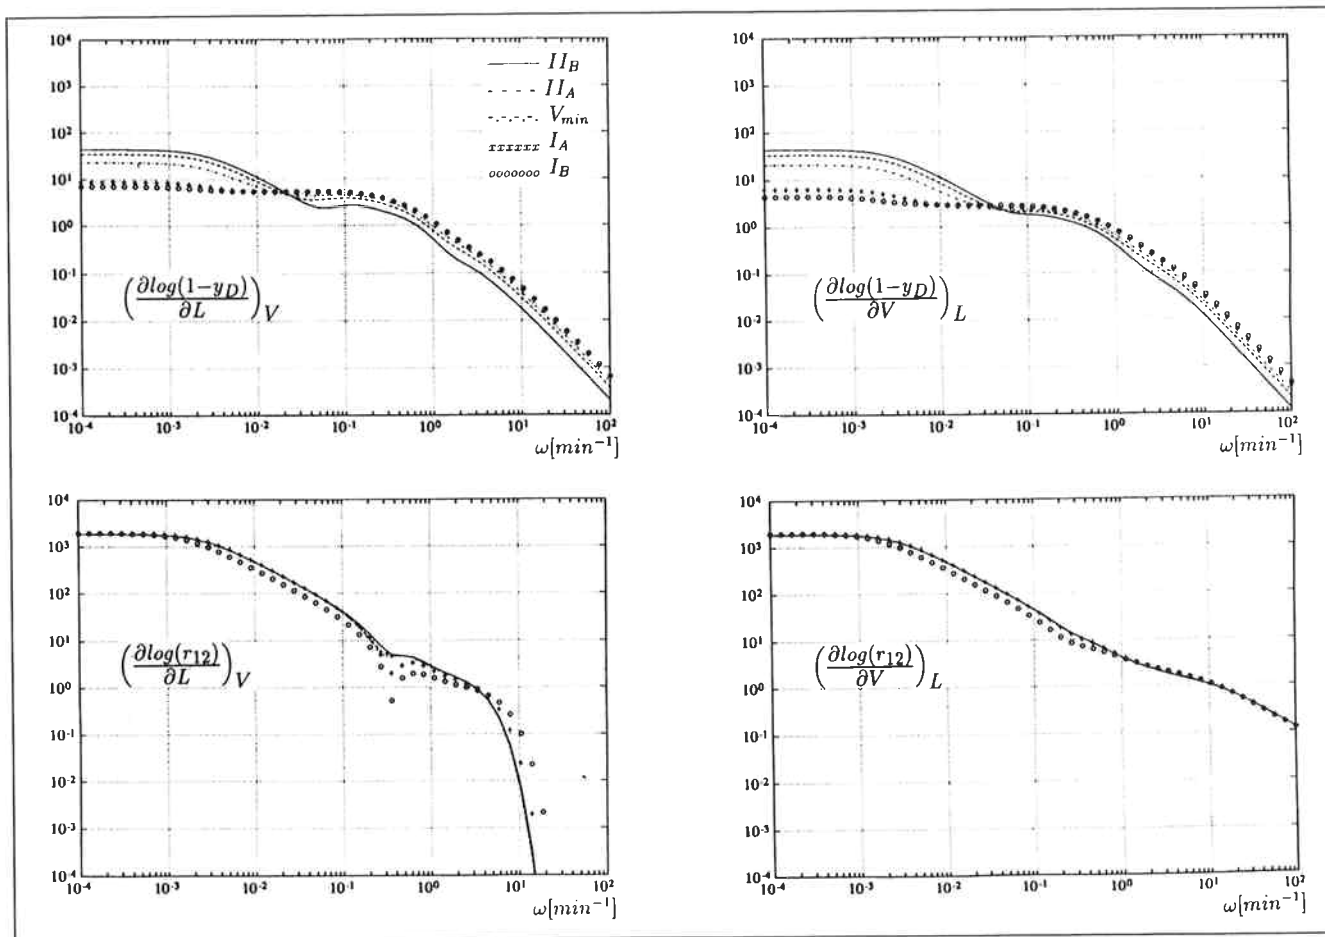 10⁴
10³
10²
10¹
10⁰
10⁻¹
10⁻²
10⁻³
10⁻⁴
10⁻⁴ 10⁻³ 10⁻² 10⁻¹ 10⁰ 10¹ 10²
ω[min⁻¹]
II_B
II_A
V_min
xxxxxx I_A
ooooooo I_B
(∂log(1−y_D)/∂L)_V
10⁴
10³
10²
10¹
10⁰
10⁻¹
10⁻²
10⁻³
10⁻⁴
10⁻⁴ 10⁻³ 10⁻² 10⁻¹ 10⁰ 10¹ 10²
ω[min⁻¹]
(∂log(1−y_D)/∂V)_L
10⁴
10³
10²
10¹
10⁰
10⁻¹
10⁻²
10⁻³
10⁻⁴
10⁻⁴ 10⁻³ 10⁻² 10⁻¹ 10⁰ 10¹ 10²
ω[min⁻¹]
(∂log(r₁₂)/∂L)_V
10⁴
10³
10²
10¹
10⁰
10⁻¹
10⁻²
10⁻³
10⁻⁴
10⁻⁴ 10⁻³ 10⁻² 10⁻¹ 10⁰ 10¹ 10²
ω[min⁻¹]
(∂log(r₁₂)/∂V)_L